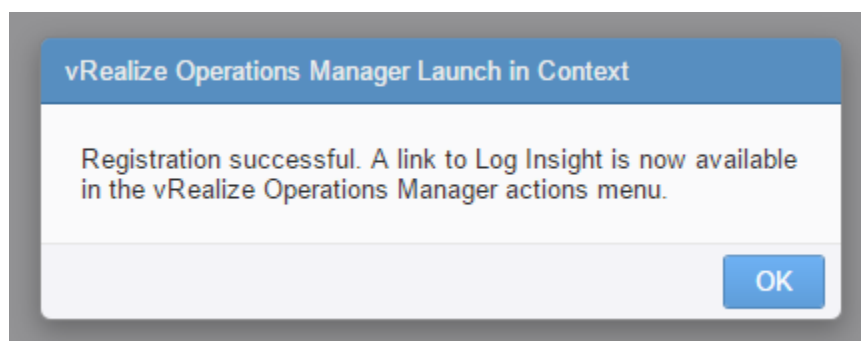 vRealize Operations Manager Launch in Context
Registration successful. A link to Log Insight is now available
in the vRealize Operations Manager actions menu.
OK